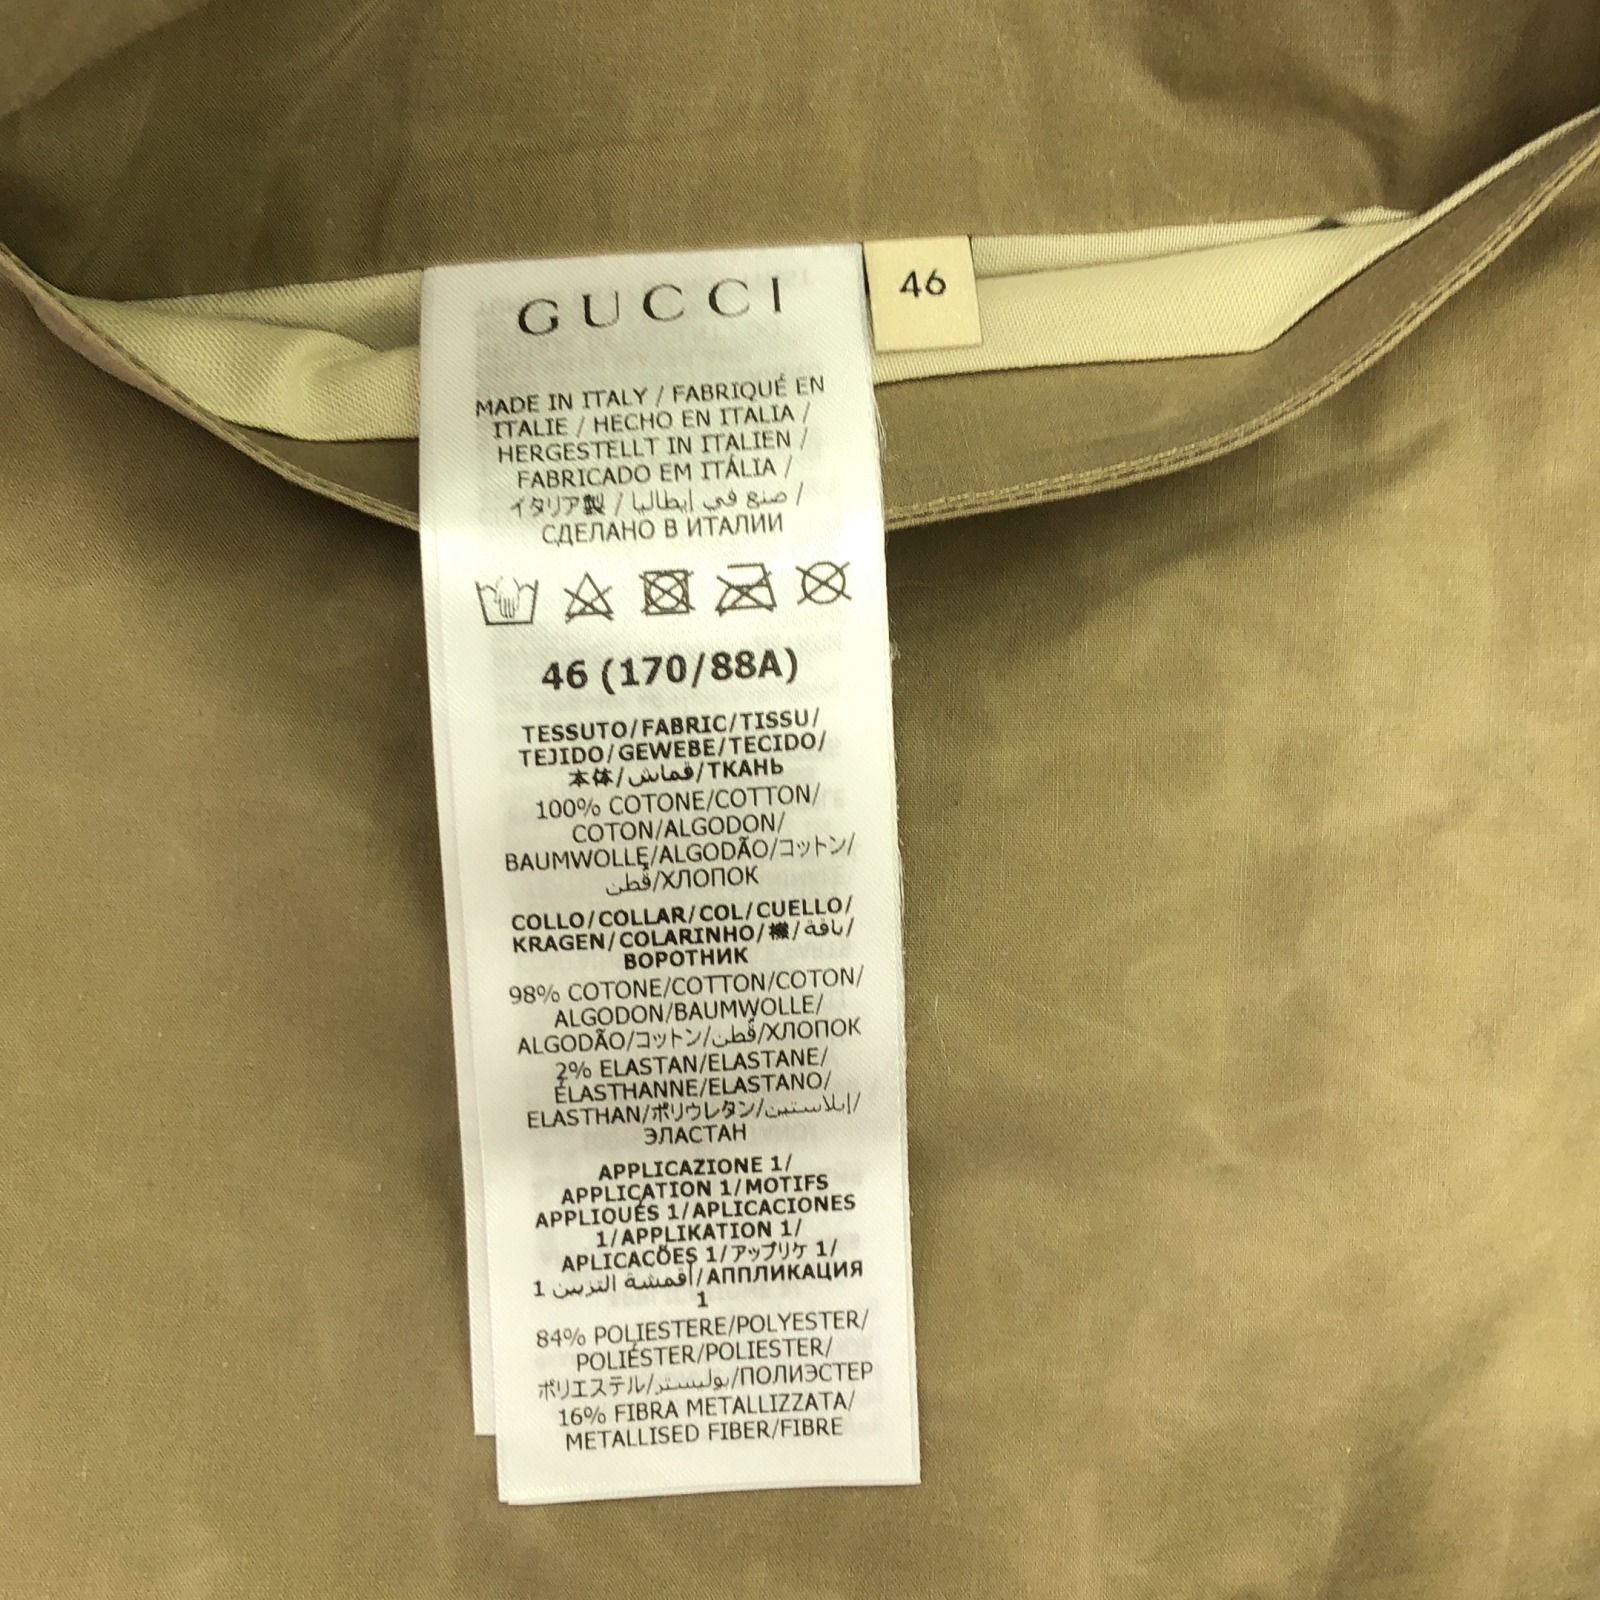 GUCCI
46
MADE IN ITALY / FABRIQUÉ EN
ITALIE / HECHO EN ITALIA /
HERGESTELLT IN ITALIEN /
FABRICADO EM ITÁLIA /
イタリア製 / صنع في إيطاليا /
СДЕЛАНО В ИТАЛИИ
46 (170/88A)
TESSUTO/FABRIC/TISSU/
TEJIDO/GEWEBE/TECIDO/
本体/قماش/ТКАНЬ
100% COTONE/COTTON/
COTON/ALGODON/
BAUMWOLLE/ALGODÃO/コットン/
قطن/ХЛОПОК
COLLO/COLLAR/COL/CUELLO/
KRAGEN/COLARINHO/襟/ياقة/
ВОРОТНИК
98% COTONE/COTTON/COTON/
ALGODON/BAUMWOLLE/
ALGODÃO/コットン/قطن/ХЛОПОК
2% ELASTAN/ELASTANE/
ÉLASTHANNE/ELASTANO/
ELASTHAN/ポリウレタン/إيلاستين/
ЭЛАСТАН
APPLICAZIONE 1/
APPLICATION 1/MOTIFS
APPLIQUÉS 1/APLICACIONES
1/APPLIKATION 1/
APLICACÕES 1/アップリケ 1/
أقمشة التزيين 1/АППЛИКАЦИЯ
1
84% POLIESTERE/POLYESTER/
POLIÉSTER/POLIESTER/
ポリエステル/بوليستر/ПОЛИЭСТЕР
16% FIBRA METALLIZZATA/
METALLISED FIBER/FIBRE